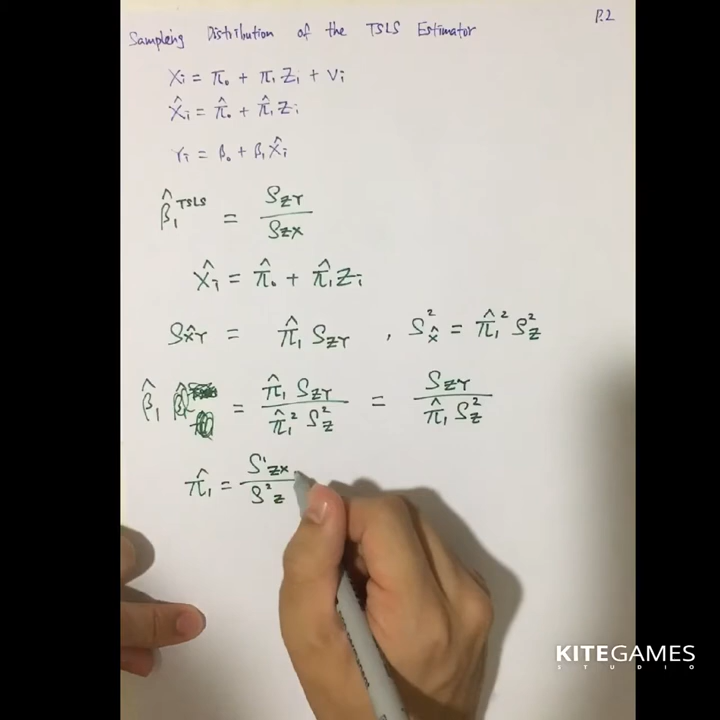 P.2
Sampling Distribution of the TSLS Estimator
Xi = π₀ + π₁Zi + Vi
X̂i = π̂₀ + π̂₁Zi
Yi = β₀ + β₁X̂i
β̂₁^TSLS = S_ZY / S_ZX
X̂i = π̂₀ + π̂₁Zi
S_X̂Y = π̂₁ S_ZY , S²_X̂ = π̂₁² S²_Z
β̂₁ = π̂₁ S_ZY / π̂₁² S²_Z = S_ZY / π̂₁ S²_Z
π̂₁ = S_ZX / S²_Z
KITEGAMES
STUDIO